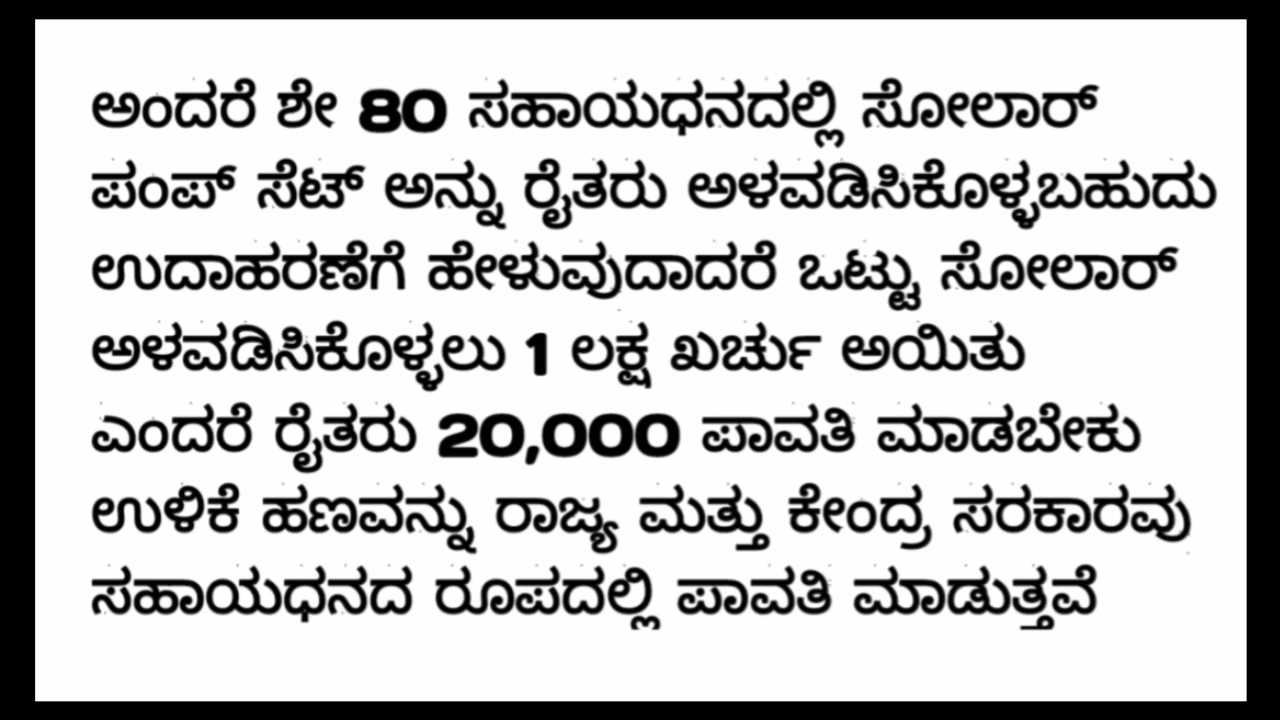 ಅಂದರೆ ಶೇ 80 ಸಹಾಯಧನದಲ್ಲಿ ಸೋಲಾರ್
ಪಂಪ್ ಸೆಟ್ ಅನ್ನು ರೈತರು ಅಳವಡಿಸಿಕೊಳ್ಳಬಹುದು
ಉದಾಹರಣೆಗೆ ಹೇಳುವುದಾದರೆ ಒಟ್ಟು ಸೋಲಾರ್
ಅಳವಡಿಸಿಕೊಳ್ಳಲು 1 ಲಕ್ಷ ಖರ್ಚು ಅಯಿತು
ಎಂದರೆ ರೈತರು 20,000 ಪಾವತಿ ಮಾಡಬೇಕು
ಉಳಿಕೆ ಹಣವನ್ನು ರಾಜ್ಯ ಮತ್ತು ಕೇಂದ್ರ ಸರಕಾರವು
ಸಹಾಯಧನದ ರೂಪದಲ್ಲಿ ಪಾವತಿ ಮಾಡುತ್ತವೆ